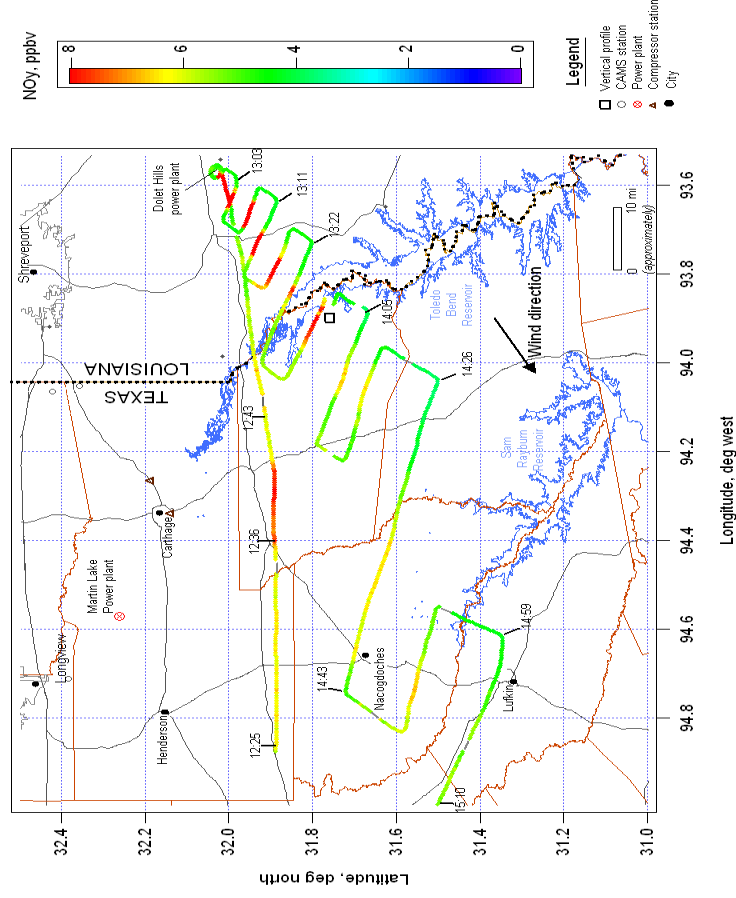 NOy, ppbv
8
6
4
2
0
Legend
Vertical profile
CAMS station
Power plant
Compressor station
City
Shreveport
Dolet Hills
power plant
13:03
13:11
13:22
14:05
14:26
12:43
12:36
12:25
14:43
14:59
15:10
LOUISIANA
TEXAS
Toledo
Bend
Reservoir
Wind direction
0
10 mi
(approximately)
Sam
Rayburn
Reservoir
Carthage
Martin Lake
Power plant
Longview
Henderson
Nacogdoches
Lufkin
93.6
93.8
94.0
94.2
94.4
94.6
94.8
Longitude, deg west
32.4
32.2
32.0
31.8
31.6
31.4
31.2
31.0
Latitude, deg north